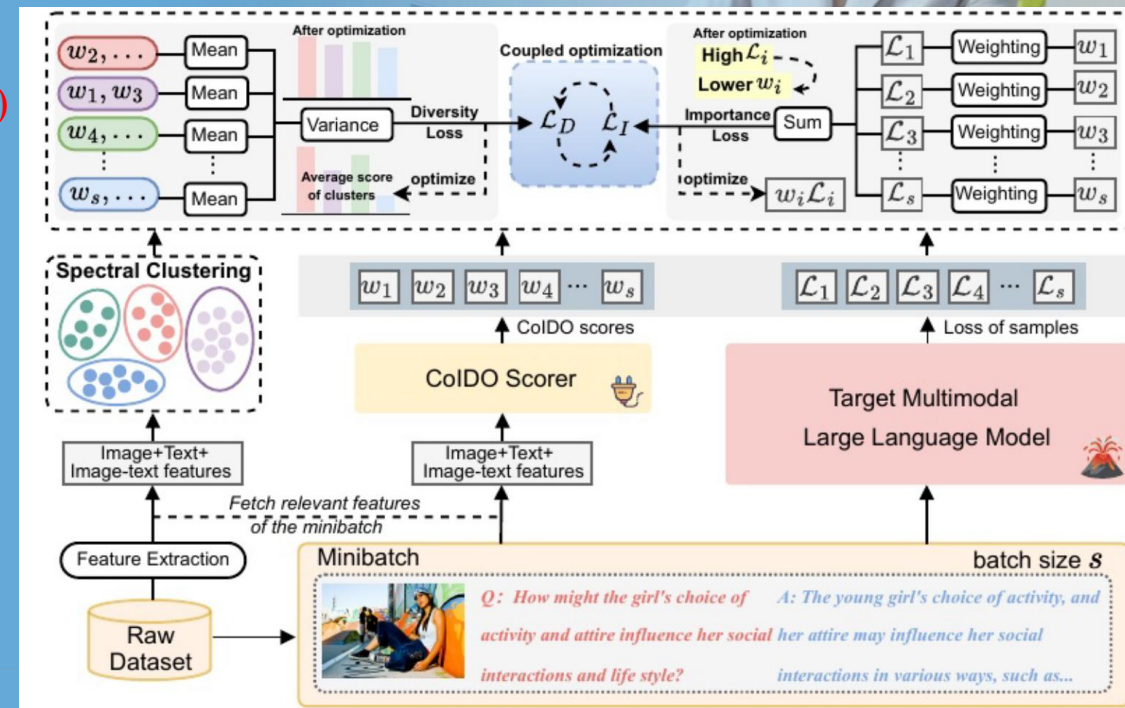 )
w₂, . . .
Mean
w₁, w₃
Mean
w₄, . . .
Mean
⋮
⋮
wₛ, . . .
Mean
After optimization
Variance
Diversity
Loss
Average score
of clusters
optimize
Coupled optimization
ℒ_D
ℒ_I
After optimization
High ℒᵢ
Lower wᵢ
Importance
Loss
Sum
optimize
wᵢℒᵢ
ℒ₁
Weighting
w₁
ℒ₂
Weighting
w₂
ℒ₃
Weighting
w₃
⋮
⋮
⋮
ℒₛ
Weighting
wₛ
Spectral Clustering
w₁ w₂ w₃ w₄ ··· wₛ
CoIDO scores
ℒ₁ ℒ₂ ℒ₃ ℒ₄ ··· ℒₛ
Loss of samples
CoIDO Scorer
Target Multimodal
Large Language Model
Image+Text+
Image-text features
Image+Text+
Image-text features
Fetch relevant features
of the minibatch
Feature Extraction
Raw
Dataset
Minibatch
batch size s
Q: How might the girl's choice of
activity and attire influence her social
interactions and life style?
A: The young girl's choice of activity, and
her attire may influence her social
interactions in various ways, such as...